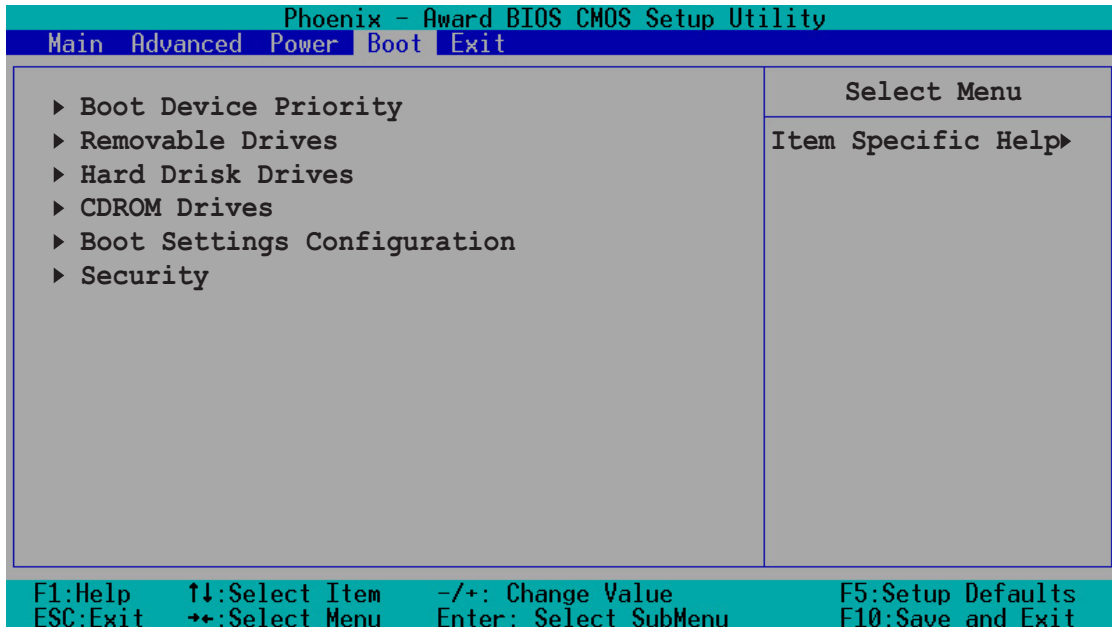 Phoenix - Award BIOS CMOS Setup Utility
Main Advanced Power Boot Exit
Select Menu
Item Specific Help▸
▸ Boot Device Priority
▸ Removable Drives
▸ Hard Drisk Drives
▸ CDROM Drives
▸ Boot Settings Configuration
▸ Security
F1:Help ↑↓:Select Item -/+: Change Value F5:Setup Defaults
ESC:Exit →←:Select Menu Enter: Select SubMenu F10:Save and Exit